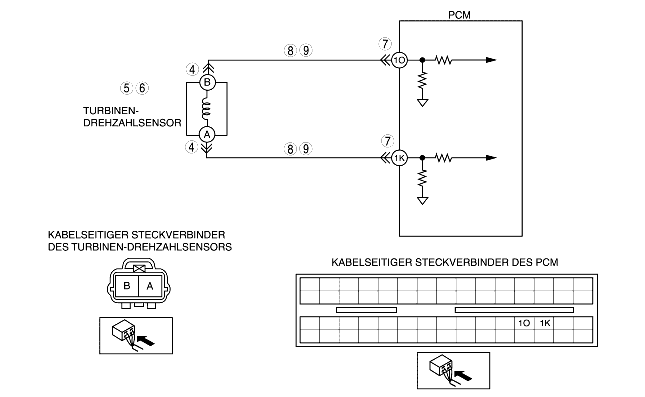 PCM
8 9
7
1O
4
B
5 6
TURBINEN-
DREHZAHLSENSOR
A
4
8 9
7
1K
KABELSEITIGER STECKVERBINDER
DES TURBINEN-DREHZAHLSENSORS
B A
KABELSEITIGER STECKVERBINDER DES PCM
1O 1K